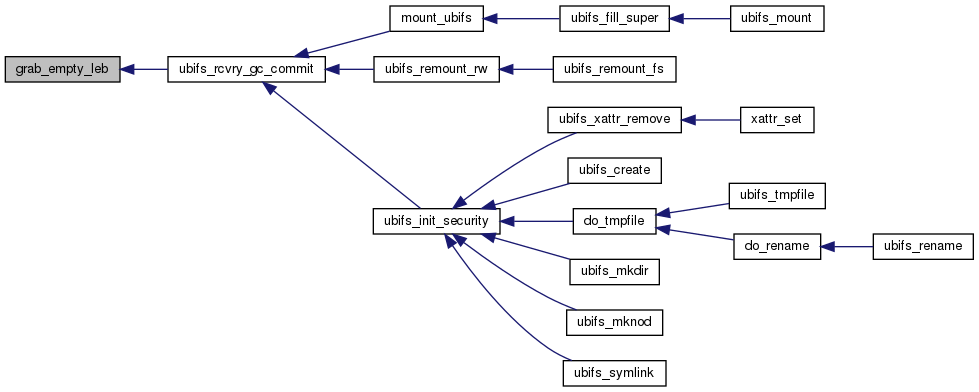 mount_ubifs
ubifs_fill_super
ubifs_mount
grab_empty_leb
ubifs_rcvry_gc_commit
ubifs_remount_rw
ubifs_remount_fs
ubifs_xattr_remove
xattr_set
ubifs_create
ubifs_init_security
do_tmpfile
ubifs_tmpfile
do_rename
ubifs_rename
ubifs_mkdir
ubifs_mknod
ubifs_symlink